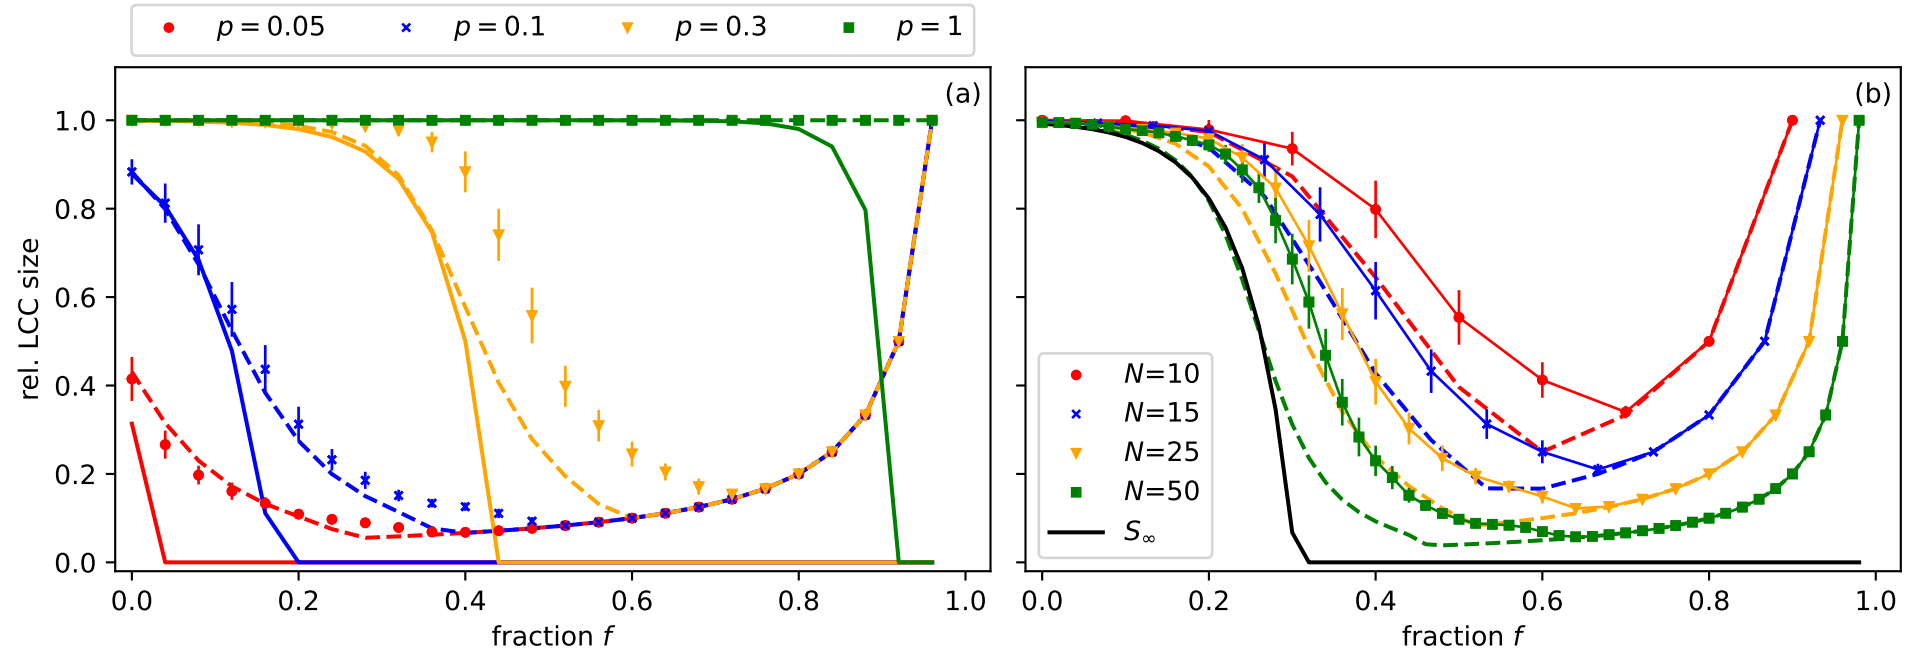 p = 0.05 p = 0.1 p = 0.3 p = 1
(a)
rel. LCC size
1.0
0.8
0.6
0.4
0.2
0.0
0.0 0.2 0.4 0.6 0.8 1.0
fraction f
(b)
N=10
N=15
N=25
N=50
S∞
0.0 0.2 0.4 0.6 0.8 1.0
fraction f